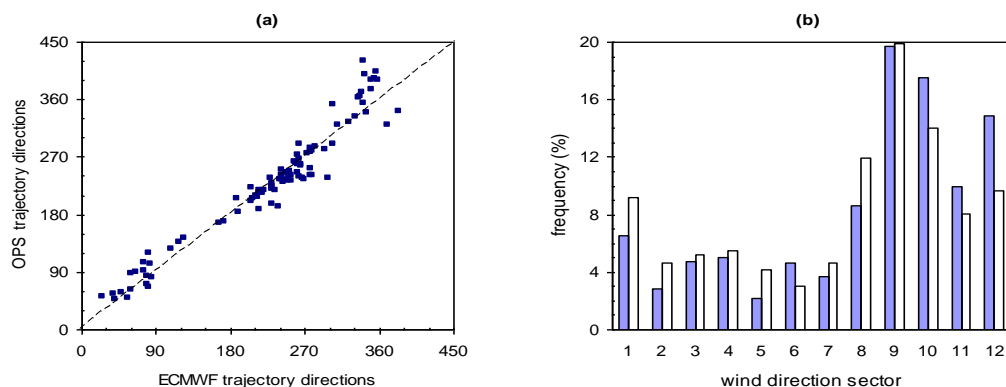 (a)
450
360
270
180
90
0
0 90 180 270 360 450
OPS trajectory directions
ECMWF trajectory directions
(b)
20
16
12
8
4
0
1 2 3 4 5 6 7 8 9 10 11 12
frequency (%)
wind direction sector